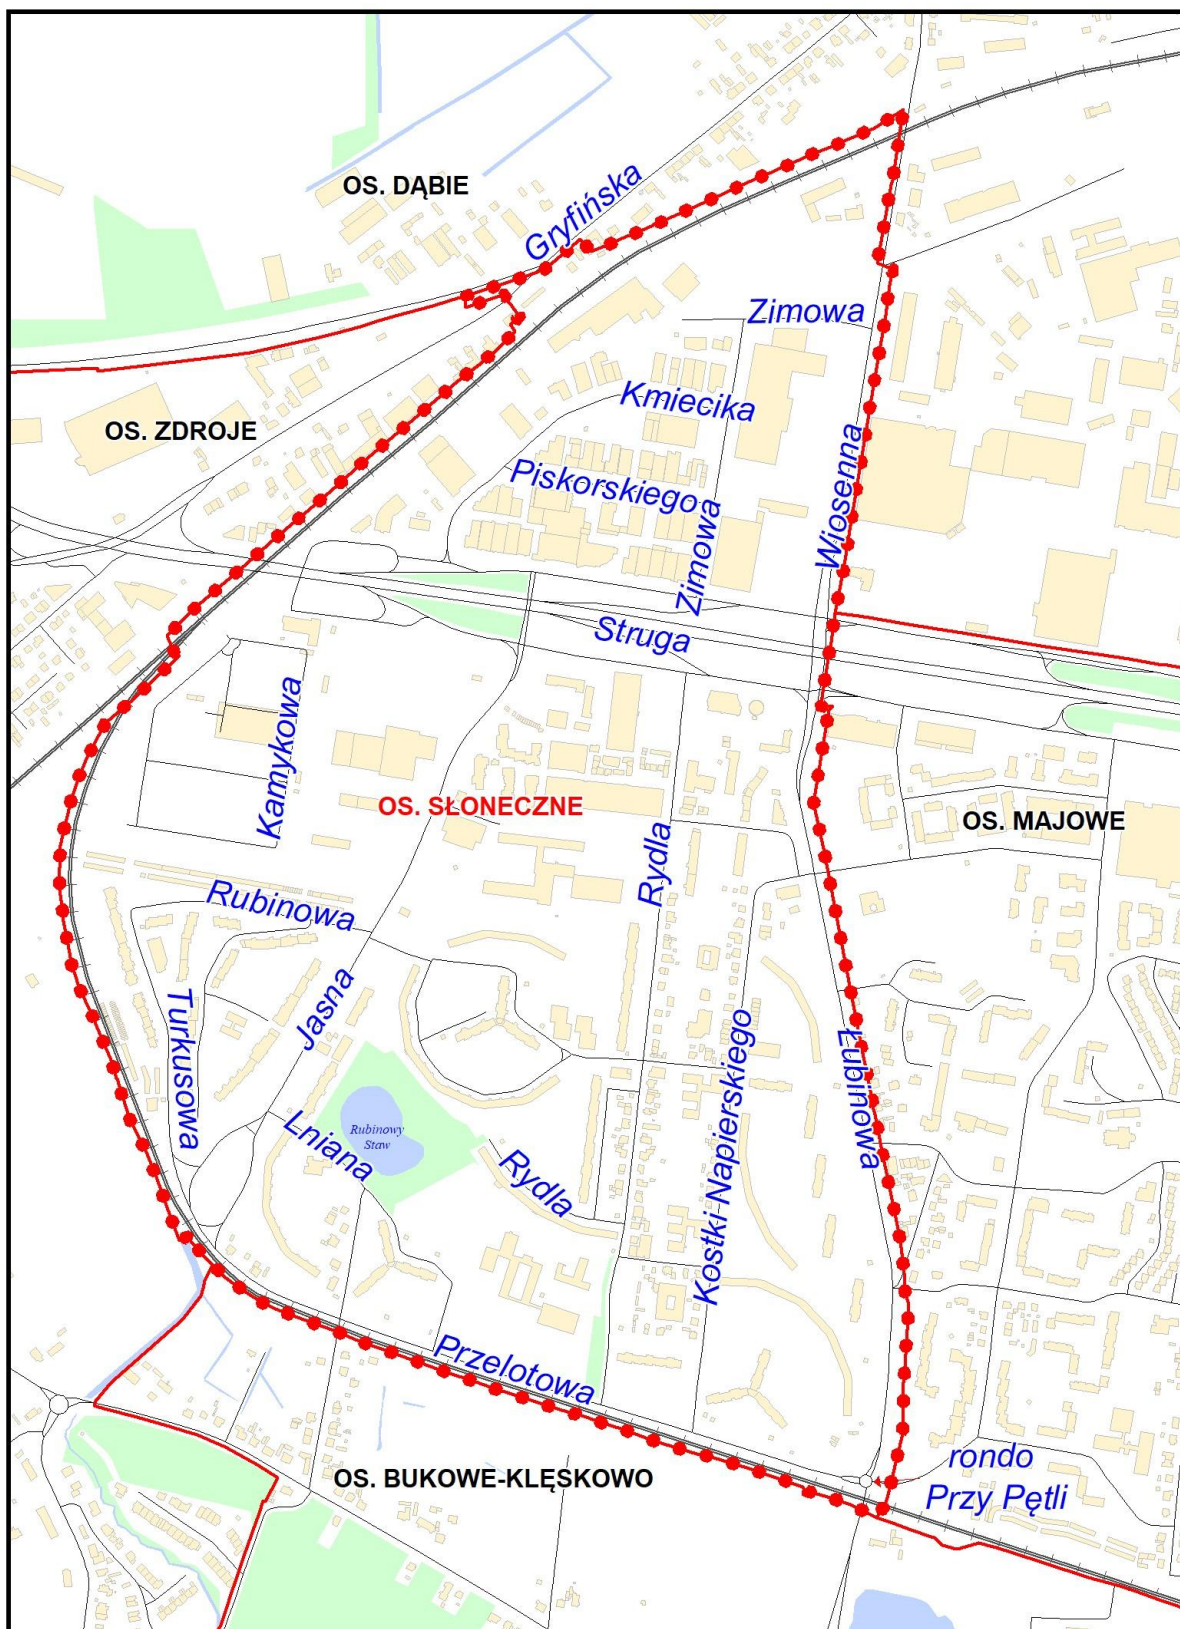 OS. DĄBIE
Gryfińska
Zimowa
Kmiecika
OS. ZDROJE
Piskorskiego
Wiosenna
Zimowa
Struga
Kamykowa
OS. SŁONECZNE
OS. MAJOWE
Rydla
Rubinowa
Jasna
Turkusowa
Kostki-Napierskiego
Łubinowa
Rubinowy
Staw
Lniana
Rydla
Przelotowa
OS. BUKOWE-KLĘSKOWO
rondo
Przy Pętli